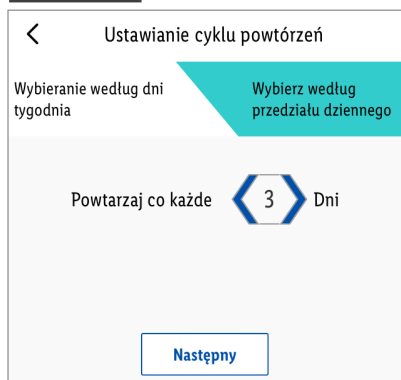 Ustawianie cyklu powtórzeń
Wybieranie według dni
tygodnia
Wybierz według
przedziału dziennego
Powtarzaj co każde 3 Dni
Następny